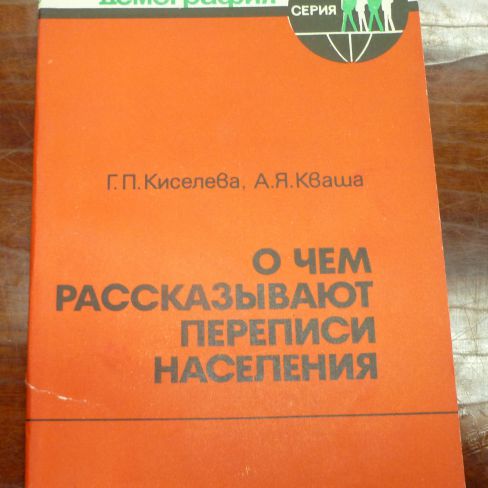 демография
СЕРИЯ
Г.П.Киселева, А.Я.Кваша
О ЧЕМ
РАССКАЗЫВАЮТ
ПЕРЕПИСИ
НАСЕЛЕНИЯ